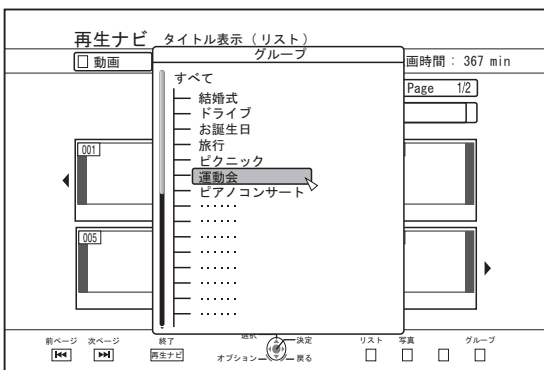 再生ナビ タイトル表示（リスト）
動画
グループ
画時間： 367 min
Page 1/2
すべて
結婚式
ドライブ
お誕生日
旅行
ピクニック
運動会
ピアノコンサート
······
······
······
······
······
······
······
······
001
005
前ページ 次ページ 終了 選択 決定 リスト 写真 グループ
再生ナビ オプション 戻る